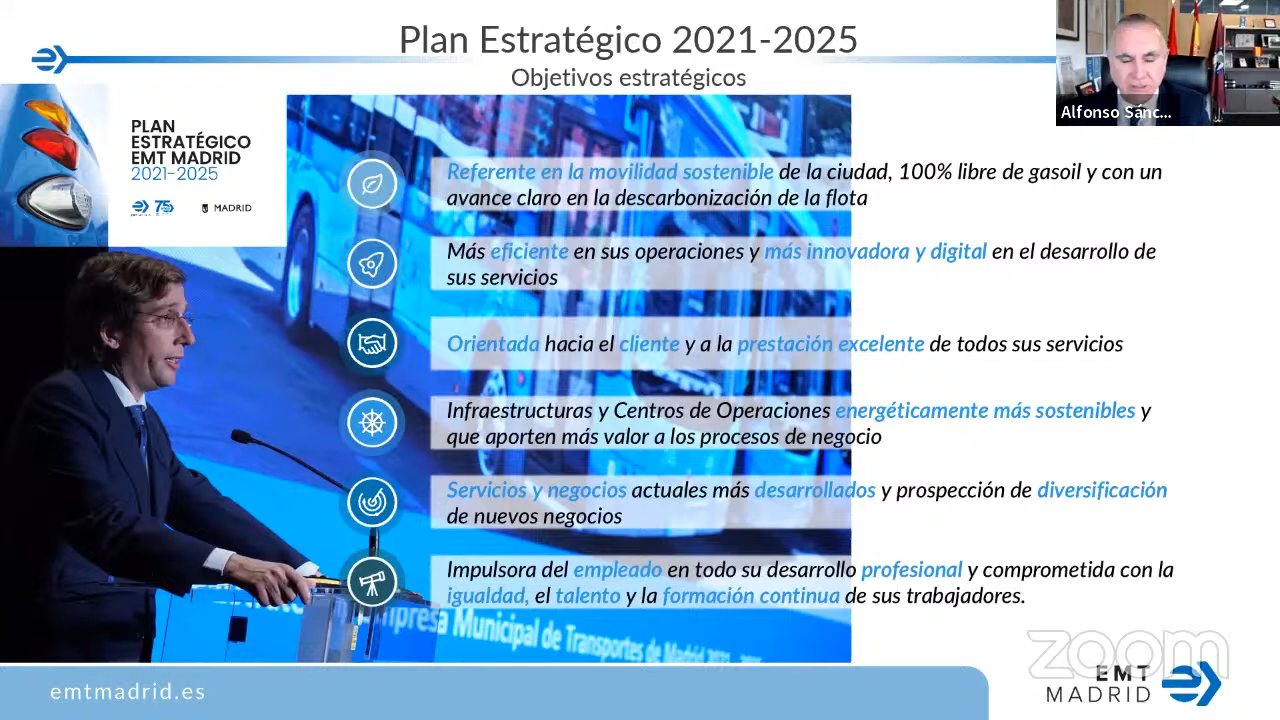 Plan Estratégico 2021-2025
Objetivos estratégicos
Alfonso Sánc...
PLAN
ESTRATÉGICO
EMT MADRID
2021-2025
75
MADRID
Referente en la movilidad sostenible de la ciudad, 100% libre de gasoil y con un
avance claro en la descarbonización de la flota
Más eficiente en sus operaciones y más innovadora y digital en el desarrollo de
sus servicios
Orientada hacia el cliente y a la prestación excelente de todos sus servicios
Infraestructuras y Centros de Operaciones energéticamente más sostenibles y
que aporten más valor a los procesos de negocio
Servicios y negocios actuales más desarrollados y prospección de diversificación
de nuevos negocios
Impulsora del empleado en todo su desarrollo profesional y comprometida con la
igualdad, el talento y la formación continua de sus trabajadores.
mpresa Municipal de Transportes de Madrid 2021
zoom
EMT
MADRID
emtmadrid.es